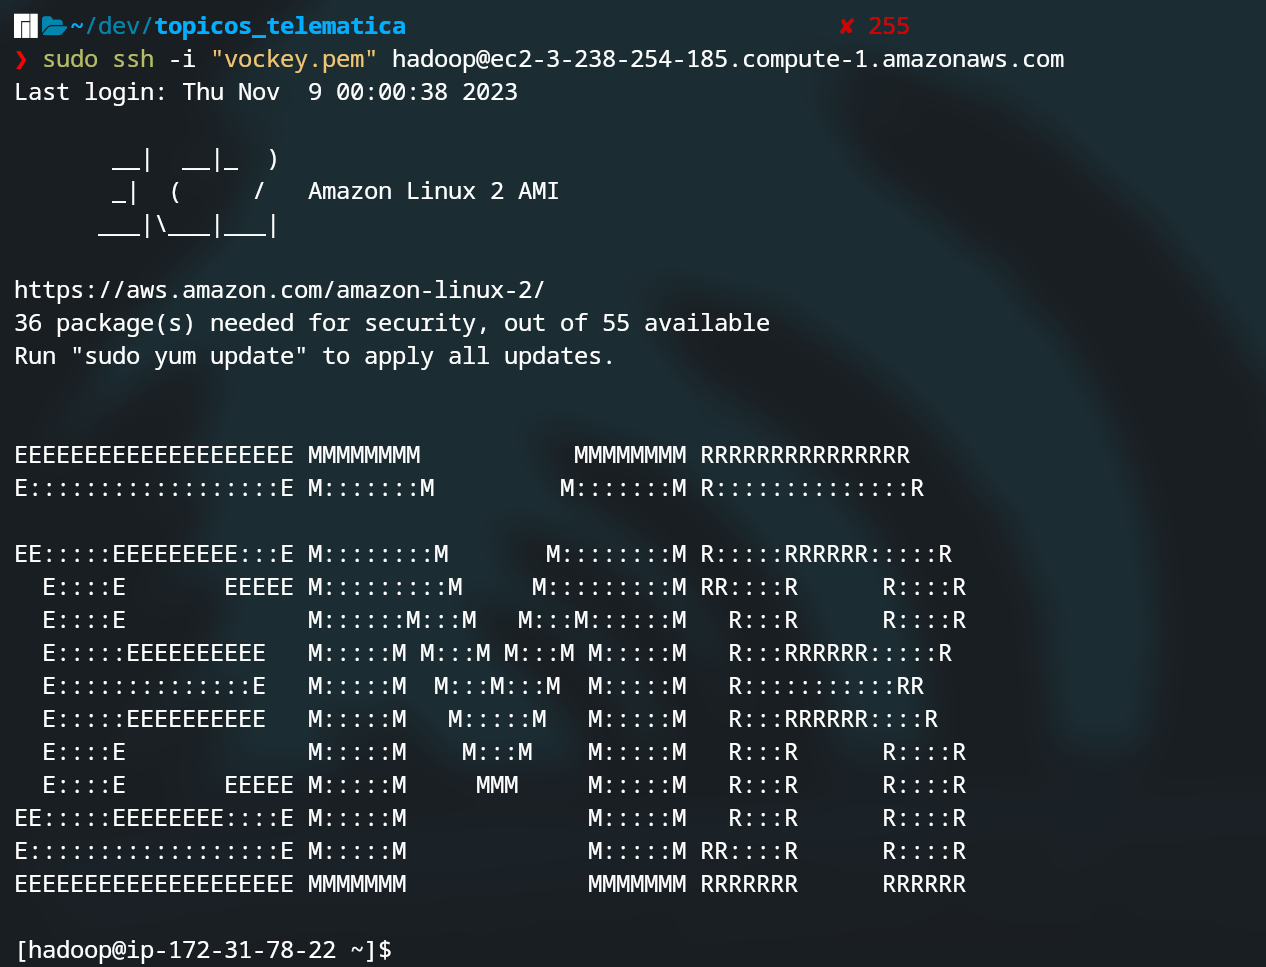 ~/dev/topicos_telematica ✘ 255
❯ sudo ssh -i "vockey.pem" hadoop@ec2-3-238-254-185.compute-1.amazonaws.com
Last login: Thu Nov  9 00:00:38 2023

       __|  __|_  )
       _|  (     /   Amazon Linux 2 AMI
      ___|\___|___|

https://aws.amazon.com/amazon-linux-2/
36 package(s) needed for security, out of 55 available
Run "sudo yum update" to apply all updates.

EEEEEEEEEEEEEEEEEEEE MMMMMMMM           MMMMMMMM RRRRRRRRRRRRRRR
E::::::::::::::::::E M:::::::M         M:::::::M R::::::::::::::R

EE:::::EEEEEEEEE:::E M::::::::M       M::::::::M R:::::RRRRRR:::::R
  E::::E       EEEEE M:::::::::M     M:::::::::M RR::::R      R::::R
  E::::E             M::::::M:::M   M:::M::::::M   R:::R      R::::R
  E:::::EEEEEEEEEE   M:::::M M:::M M:::M M:::::M   R:::RRRRRR:::::R
  E::::::::::::::E   M:::::M  M:::M:::M  M:::::M   R:::::::::::RR
  E:::::EEEEEEEEEE   M:::::M   M:::::M   M:::::M   R:::RRRRRR::::R
  E::::E             M:::::M    M:::M    M:::::M   R:::R      R::::R
  E::::E       EEEEE M:::::M     MMM     M:::::M   R:::R      R::::R
EE:::::EEEEEEEE::::E M:::::M             M:::::M   R:::R      R::::R
E::::::::::::::::::E M:::::M             M:::::M RR::::R      R::::R
EEEEEEEEEEEEEEEEEEEE MMMMMMM             MMMMMMM RRRRRRR      RRRRRR

[hadoop@ip-172-31-78-22 ~]$